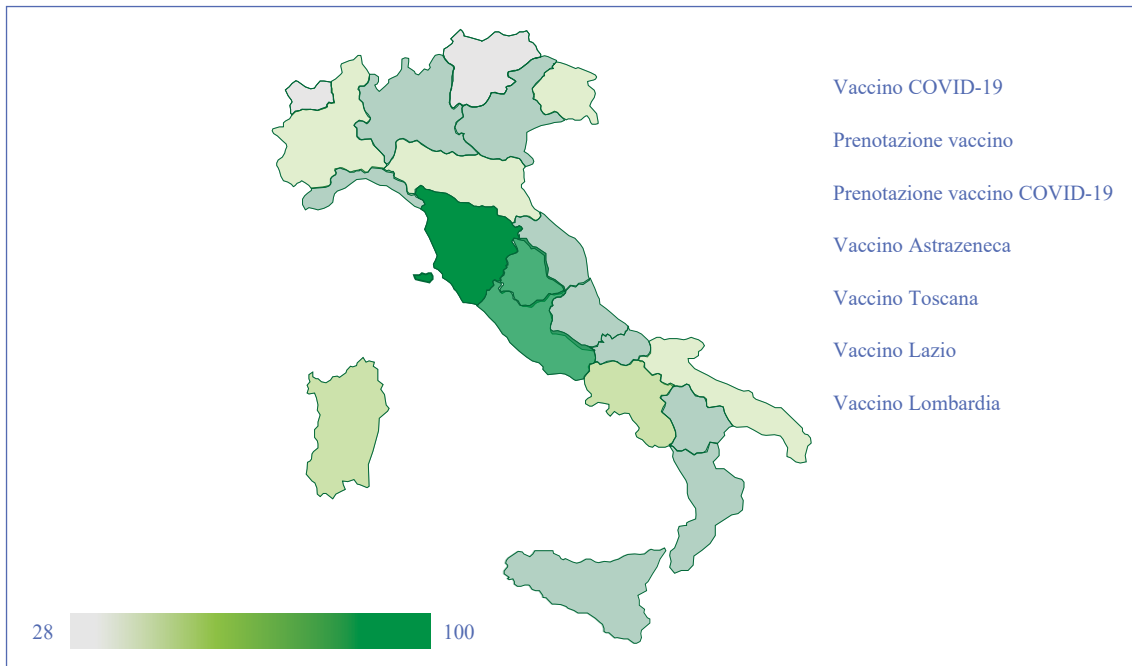 Vaccino COVID-19
Prenotazione vaccino
Prenotazione vaccino COVID-19
Vaccino Astrazeneca
Vaccino Toscana
Vaccino Lazio
Vaccino Lombardia
28 100